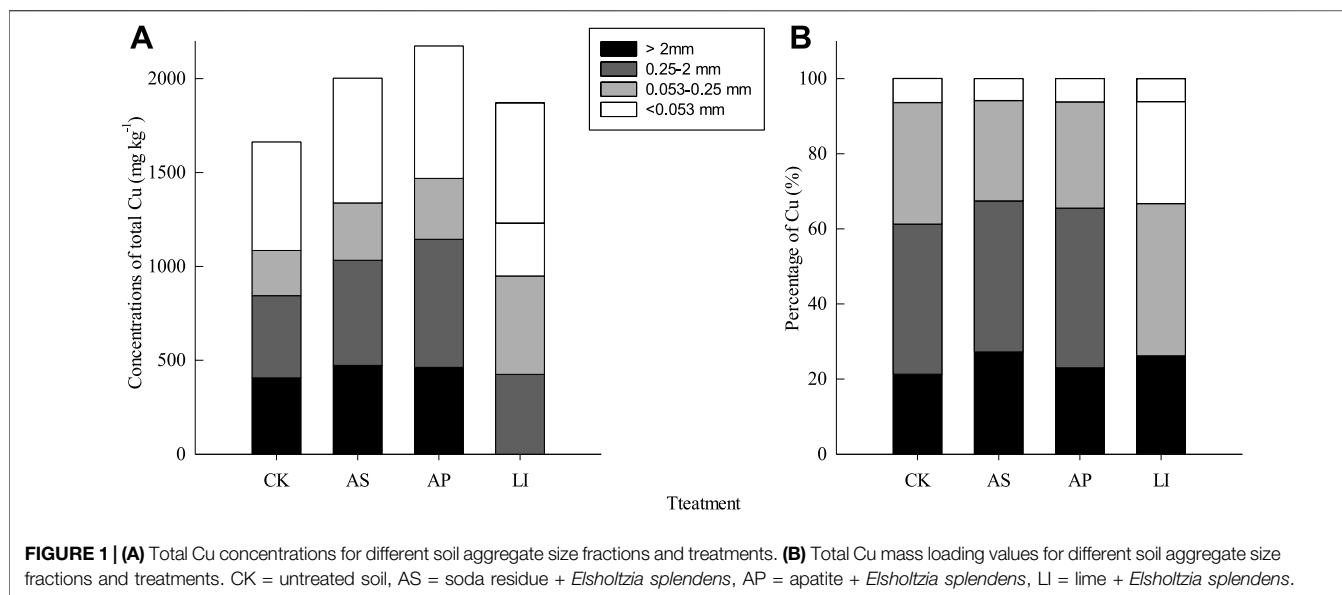 A
B
> 2mm
0.25-2 mm
0.053-0.25 mm
<0.053 mm
Concentrations of total Cu (mg kg-1)
2000
1500
1000
500
0
CK AS AP LI
Percentage of Cu (%)
100
80
60
40
20
0
CK AS AP LI
Tteatment
FIGURE 1 | (A) Total Cu concentrations for different soil aggregate size fractions and treatments. (B) Total Cu mass loading values for different soil aggregate size
fractions and treatments. CK = untreated soil, AS = soda residue + Elsholtzia splendens, AP = apatite + Elsholtzia splendens, LI = lime + Elsholtzia splendens.